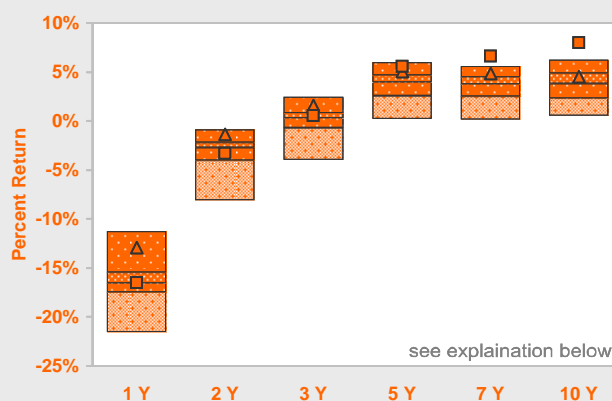 10%
5%
0%
-5%
-10%
-15%
-20%
-25%
Percent Return
see explaination below
1 Y 2 Y 3 Y 5 Y 7 Y 10 Y